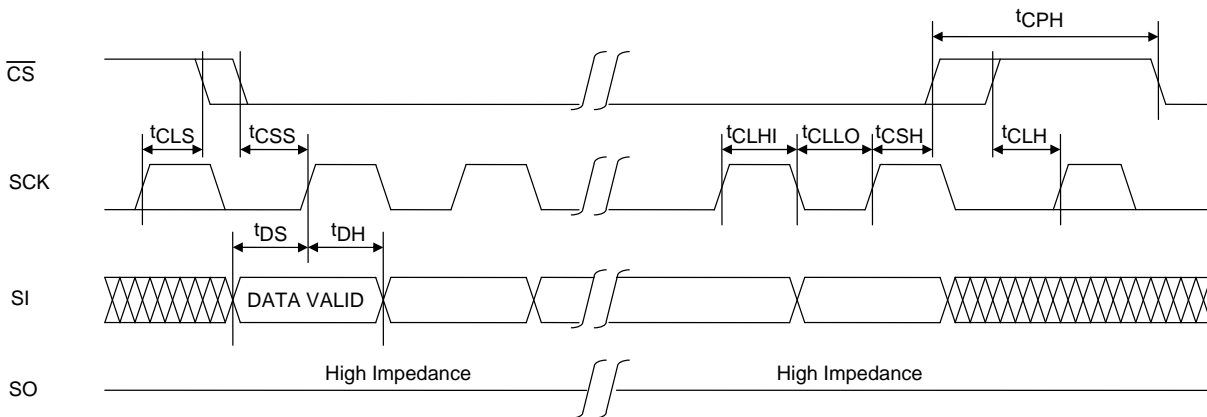 tCPH
CS
tCLS tCSS tCLHI tCLLO tCSH tCLH
SCK
tDS tDH
SI DATA VALID
SO High Impedance High Impedance